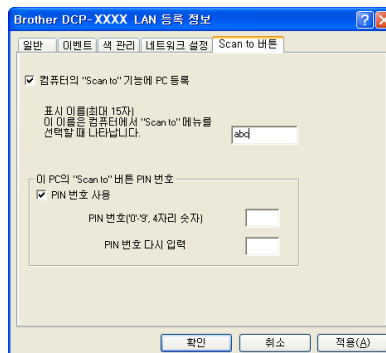 Brother DCP-XXXX LAN 등록 정보
일반 이벤트 색 관리 네트워크 설정 Scan to 버튼
컴퓨터의 "Scan to" 기능에 PC 등록
표시 이름(최대 15자)
이 이름은 컴퓨터에서 "Scan to" 메뉴를
선택할 때 나타납니다.
abc
이 PC의 "Scan to" 버튼 PIN 번호
PIN 번호 사용
PIN 번호('0'-'9', 4자리 숫자)
PIN 번호 다시 입력
확인 취소 적용(A)